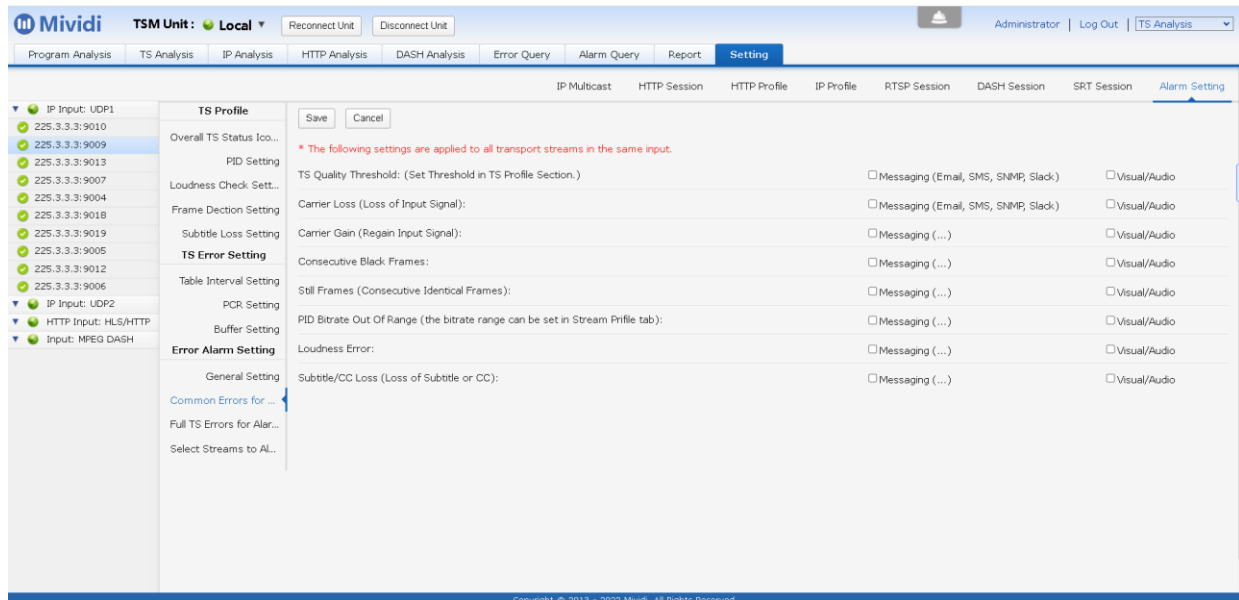 Mividi TSM Unit : Local ▼ Reconnect Unit Disconnect Unit Administrator | Log Out | TS Analysis
Program Analysis TS Analysis IP Analysis HTTP Analysis DASH Analysis Error Query Alarm Query Report Setting
IP Multicast HTTP Session HTTP Profile IP Profile RTSP Session DASH Session SRT Session Alarm Setting
IP Input: UDP1
225.3.3.3:9010
225.3.3.3:9009
225.3.3.3:9013
225.3.3.3:9007
225.3.3.3:9004
225.3.3.3:9018
225.3.3.3:9019
225.3.3.3:9005
225.3.3.3:9012
225.3.3.3:9006
IP Input: UDP2
HTTP Input: HLS/HTTP
Input: MPEG DASH
TS Profile
Overall TS Status Ico...
PID Setting
Loudness Check Sett...
Frame Dection Setting
Subtitle Loss Setting
TS Error Setting
Table Interval Setting
PCR Setting
Buffer Setting
Error Alarm Setting
General Setting
Common Errors for ...
Full TS Errors for Alar...
Select Streams to Al...
Save Cancel
* The following settings are applied to all transport streams in the same input.
TS Quality Threshold: (Set Threshold in TS Profile Section.) Messaging (Email, SMS, SNMP, Slack) Visual/Audio
Carrier Loss (Loss of Input Signal): Messaging (Email, SMS, SNMP, Slack) Visual/Audio
Carrier Gain (Regain Input Signal): Messaging (...) Visual/Audio
Consecutive Black Frames: Messaging (...) Visual/Audio
Still Frames (Consecutive Identical Frames): Messaging (...) Visual/Audio
PID Bitrate Out Of Range (the bitrate range can be set in Stream Prifile tab): Messaging (...) Visual/Audio
Loudness Error: Messaging (...) Visual/Audio
Subtitle/CC Loss (Loss of Subtitle or CC): Messaging (...) Visual/Audio
Copyright © 2013 - 2022 Mividi. All Rights Reserved